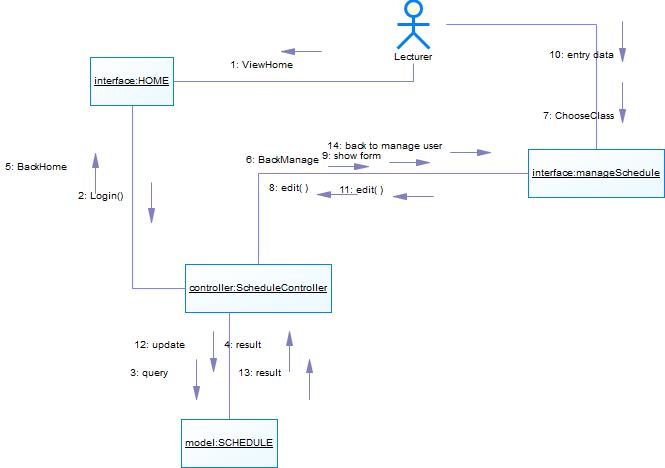 Lecturer
10: entry data
1: ViewHome
interface:HOME
7: ChooseClass
14: back to manage user
9: show form
6: BackManage
5: BackHome
interface:manageSchedule
8: edit( )
11: edit( )
2: Login()
controller:ScheduleController
12: update
4: result
3: query
13: result
model:SCHEDULE